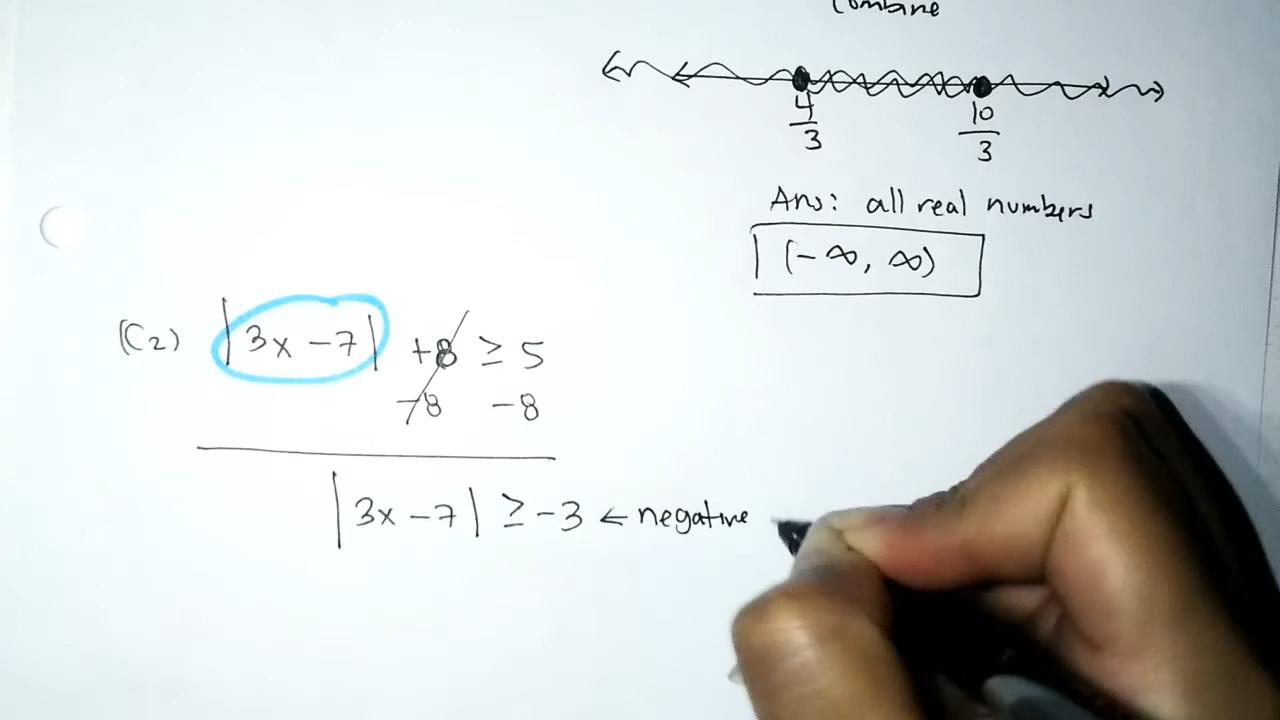 Combine
4/3 10/3
Ans: all real numbers
(-∞, ∞)
(C2) |3x-7| +8 ≥ 5
-8 -8
|3x-7| ≥ -3 ← negative